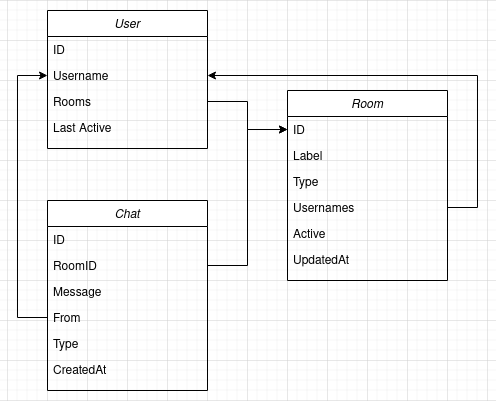 User
ID
Username
Rooms
Last Active
Room
ID
Label
Type
Usernames
Active
UpdatedAt
Chat
ID
RoomID
Message
From
Type
CreatedAt